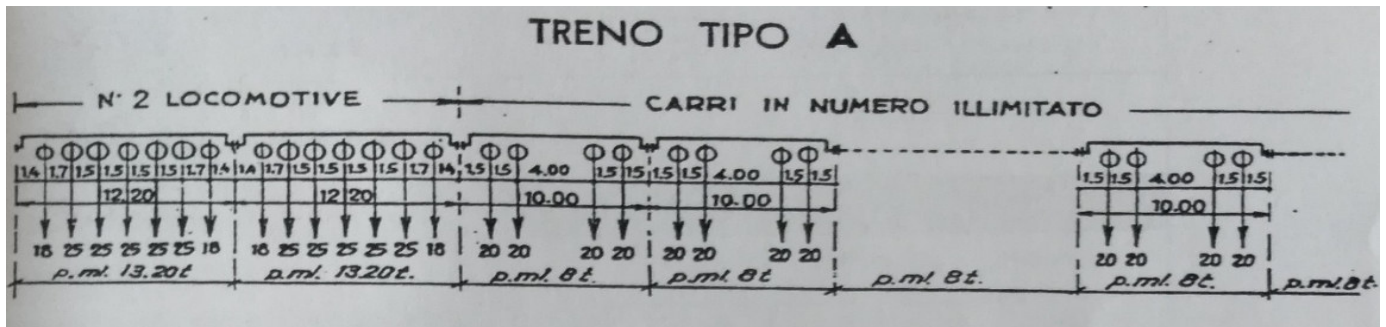 TRENO TIPO A
N· 2 LOCOMOTIVE CARRI IN NUMERO ILLIMITATO
1.4 1.7 1.5 1.5 1.5 1.5 1.7 1.4 1.4 1.7 1.5 1.5 1.5 1.5 1.7 1.4 1.5 1.5 4.00 1.5 1.5 1.5 1.5 4.00 1.5 1.5 1.5 1.5 4.00 1.5 1.5
12.20 12.20 10.00 10.00 10.00
18 25 25 25 25 25 18 18 25 25 25 25 25 18 20 20 20 20 20 20 20 20 20 20 20 20
p.ml. 13.20t. p.ml. 13.20t. p.ml. 8t. p.ml. 8t. p.ml. 8t. p.ml. 8t. p.ml. 8t.